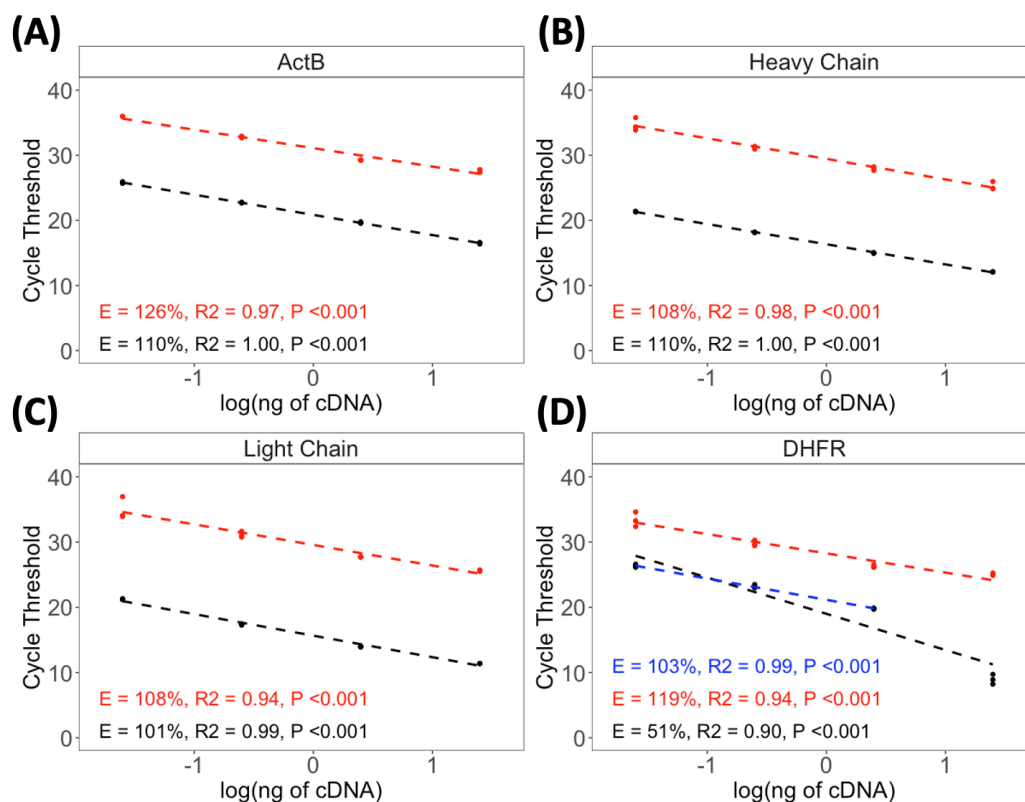 (A)
ActB
Cycle Threshold
40
30
20
10
0
E = 126%, R2 = 0.97, P <0.001
E = 110%, R2 = 1.00, P <0.001
-1 0 1
log(ng of cDNA)
(B)
Heavy Chain
Cycle Threshold
40
30
20
10
0
E = 108%, R2 = 0.98, P <0.001
E = 110%, R2 = 1.00, P <0.001
-1 0 1
log(ng of cDNA)
(C)
Light Chain
Cycle Threshold
40
30
20
10
0
E = 108%, R2 = 0.94, P <0.001
E = 101%, R2 = 0.99, P <0.001
-1 0 1
log(ng of cDNA)
(D)
DHFR
Cycle Threshold
40
30
20
10
0
E = 103%, R2 = 0.99, P <0.001
E = 119%, R2 = 0.94, P <0.001
E = 51%, R2 = 0.90, P <0.001
-1 0 1
log(ng of cDNA)